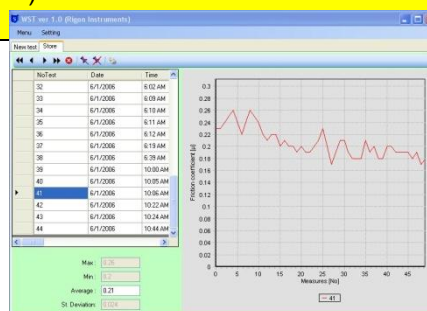 WST ver 1.0 (Rigon Instruments)
Menu Setting
New test Store
NoTest Date Time
32 6/1/2006 6:02 AM
33 6/1/2006 6:09 AM
34 6/1/2006 6:10 AM
35 6/1/2006 6:11 AM
36 6/1/2006 6:12 AM
37 6/1/2006 6:19 AM
38 6/1/2006 6:39 AM
39 6/1/2006 10:00 AM
40 6/1/2006 10:05 AM
41 6/1/2006 10:06 AM
42 6/1/2006 10:22 AM
43 6/1/2006 10:24 AM
44 6/1/2006 10:44 AM
Max :
Min : 0.2
Average : 0.21
St. Deviation: 0.024
Friction coefficient [µ]
0.3
0.28
0.26
0.24
0.22
0.2
0.18
0.16
0.14
0.12
0.1
0.08
0.06
0.04
0.02
0
0 5 10 15 20 25 30 35 40 45
Measures [No]
41